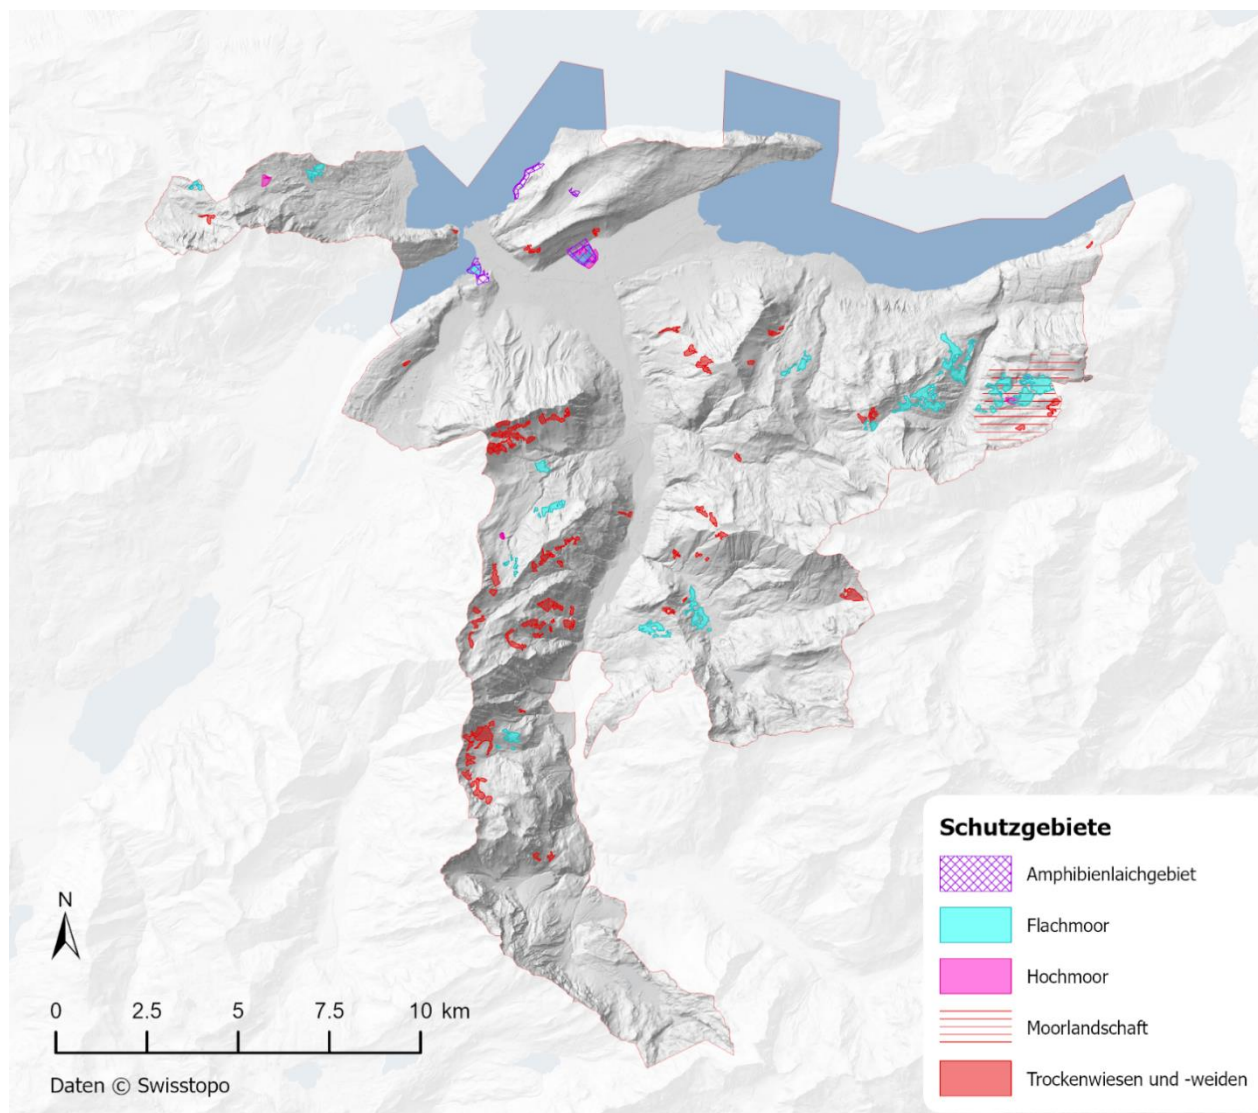 Schutzgebiete
Amphibienlaichgebiet
Flachmoor
Hochmoor
Moorlandschaft
Trockenwiesen und -weiden
N
0 2.5 5 7.5 10 km
Daten © Swisstopo